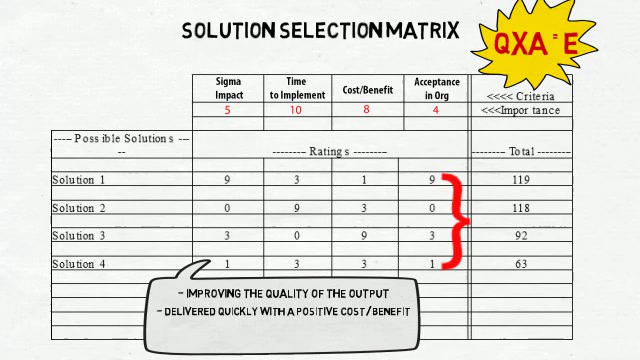 SOLUTION SELECTION MATRIX
QXA = E
Sigma Impact Time to Implement Cost/Benefit Acceptance in Org <<<< Criteria
5 10 8 4 <<<Impor tance
---- Possible Solutions --- --
-------- Ratings -------- -------- Total --------
Solution 1 9 3 1 9 119
Solution 2 0 9 3 0 118
Solution 3 3 0 9 3 92
Solution 4 1 3 3 1 63
- IMPROVING THE QUALITY OF THE OUTPUT
- DELIVERED QUICKLY WITH A POSITIVE COST/BENEFIT